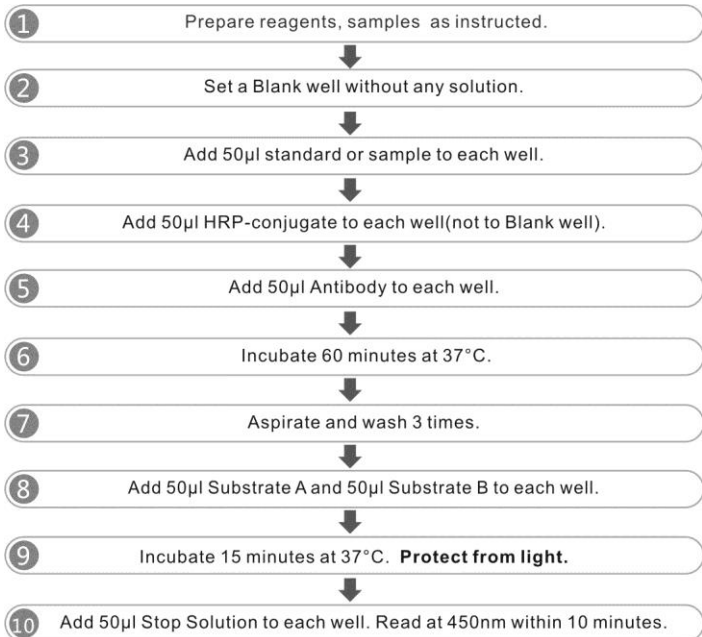 1 Prepare reagents, samples as instructed.
2 Set a Blank well without any solution.
3 Add 50µl standard or sample to each well.
4 Add 50µl HRP-conjugate to each well(not to Blank well).
5 Add 50µl Antibody to each well.
6 Incubate 60 minutes at 37°C.
7 Aspirate and wash 3 times.
8 Add 50µl Substrate A and 50µl Substrate B to each well.
9 Incubate 15 minutes at 37°C. Protect from light.
10 Add 50µl Stop Solution to each well. Read at 450nm within 10 minutes.